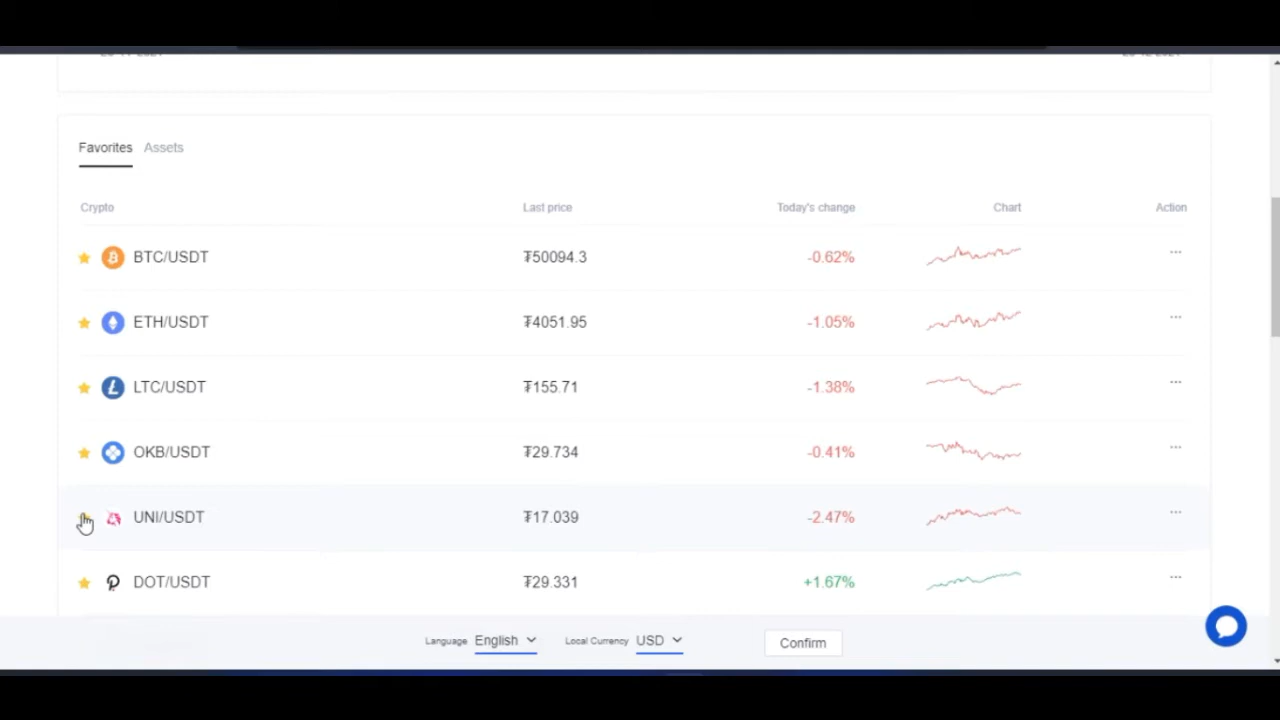 Favorites Assets
Crypto Last price Today's change Chart Action
BTC/USDT ₮50094.3 -0.62% ...
ETH/USDT ₮4051.95 -1.05% ...
LTC/USDT ₮155.71 -1.38% ...
OKB/USDT ₮29.734 -0.41% ...
UNI/USDT ₮17.039 -2.47% ...
DOT/USDT ₮29.331 +1.67% ...
Language English Local Currency USD Confirm